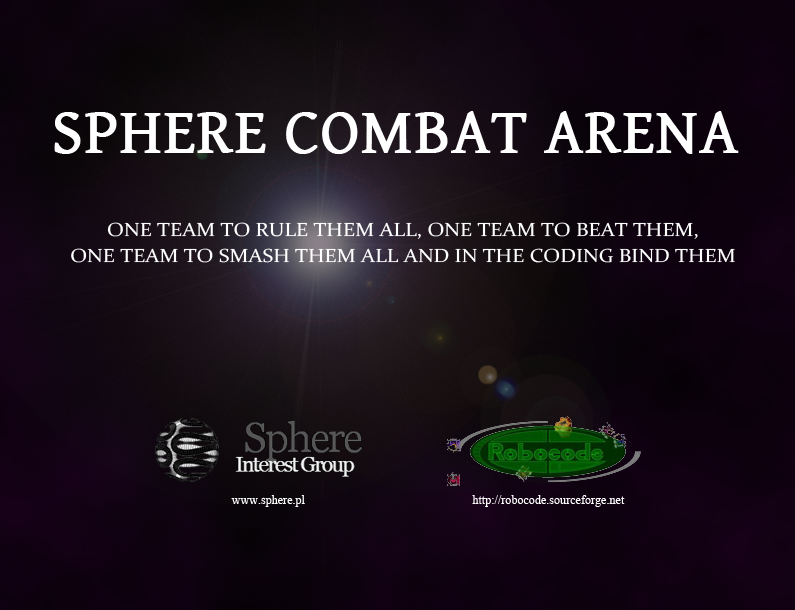 SPHERE COMBAT ARENA
ONE TEAM TO RULE THEM ALL, ONE TEAM TO BEAT THEM,
ONE TEAM TO SMASH THEM ALL AND IN THE CODING BIND THEM
Sphere
Interest Group
www.sphere.pl
Robocode
http://robocode.sourceforge.net